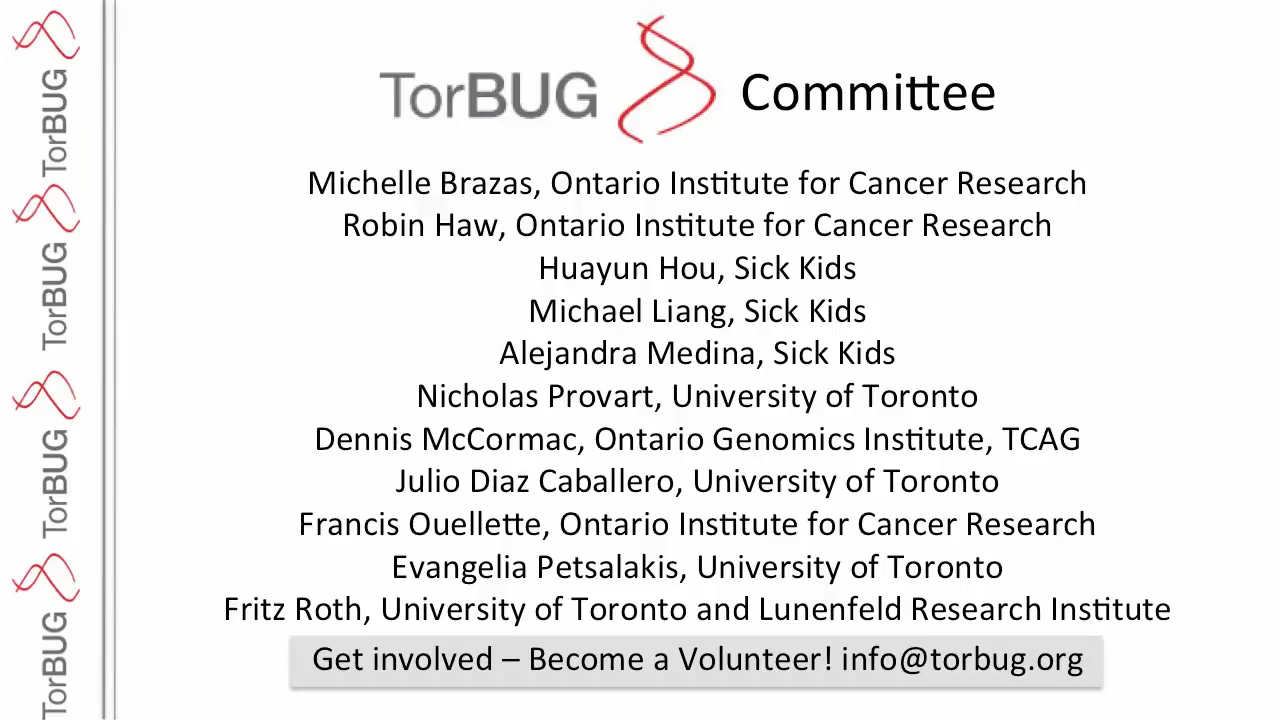 TorBUG Committee
Michelle Brazas, Ontario Institute for Cancer Research
Robin Haw, Ontario Institute for Cancer Research
Huayun Hou, Sick Kids
Michael Liang, Sick Kids
Alejandra Medina, Sick Kids
Nicholas Provart, University of Toronto
Dennis McCormac, Ontario Genomics Institute, TCAG
Julio Diaz Caballero, University of Toronto
Francis Ouellette, Ontario Institute for Cancer Research
Evangelia Petsalakis, University of Toronto
Fritz Roth, University of Toronto and Lunenfeld Research Institute
Get involved – Become a Volunteer! info@torbug.org
TorBUG
TorBUG
TorBUG
TorBUG